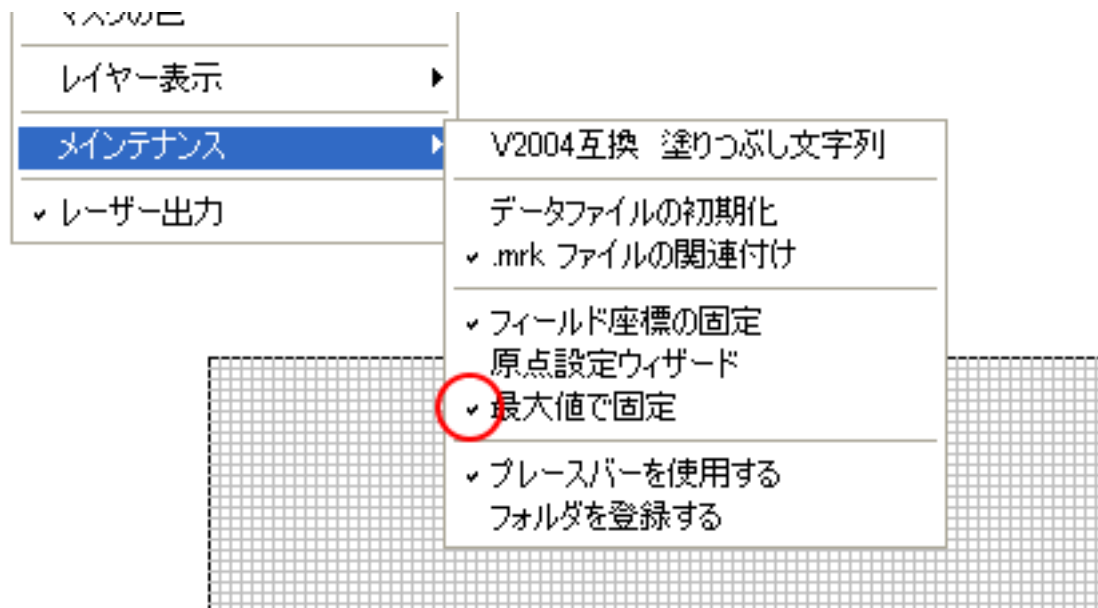 マスクの色
レイヤー表示
メインテナンス
レーザー出力
V2004互換 塗りつぶし文字列
データファイルの初期化
.mrk ファイルの関連付け
フィールド座標の固定
原点設定ウィザード
最大値で固定
プレースバーを使用する
フォルダを登録する